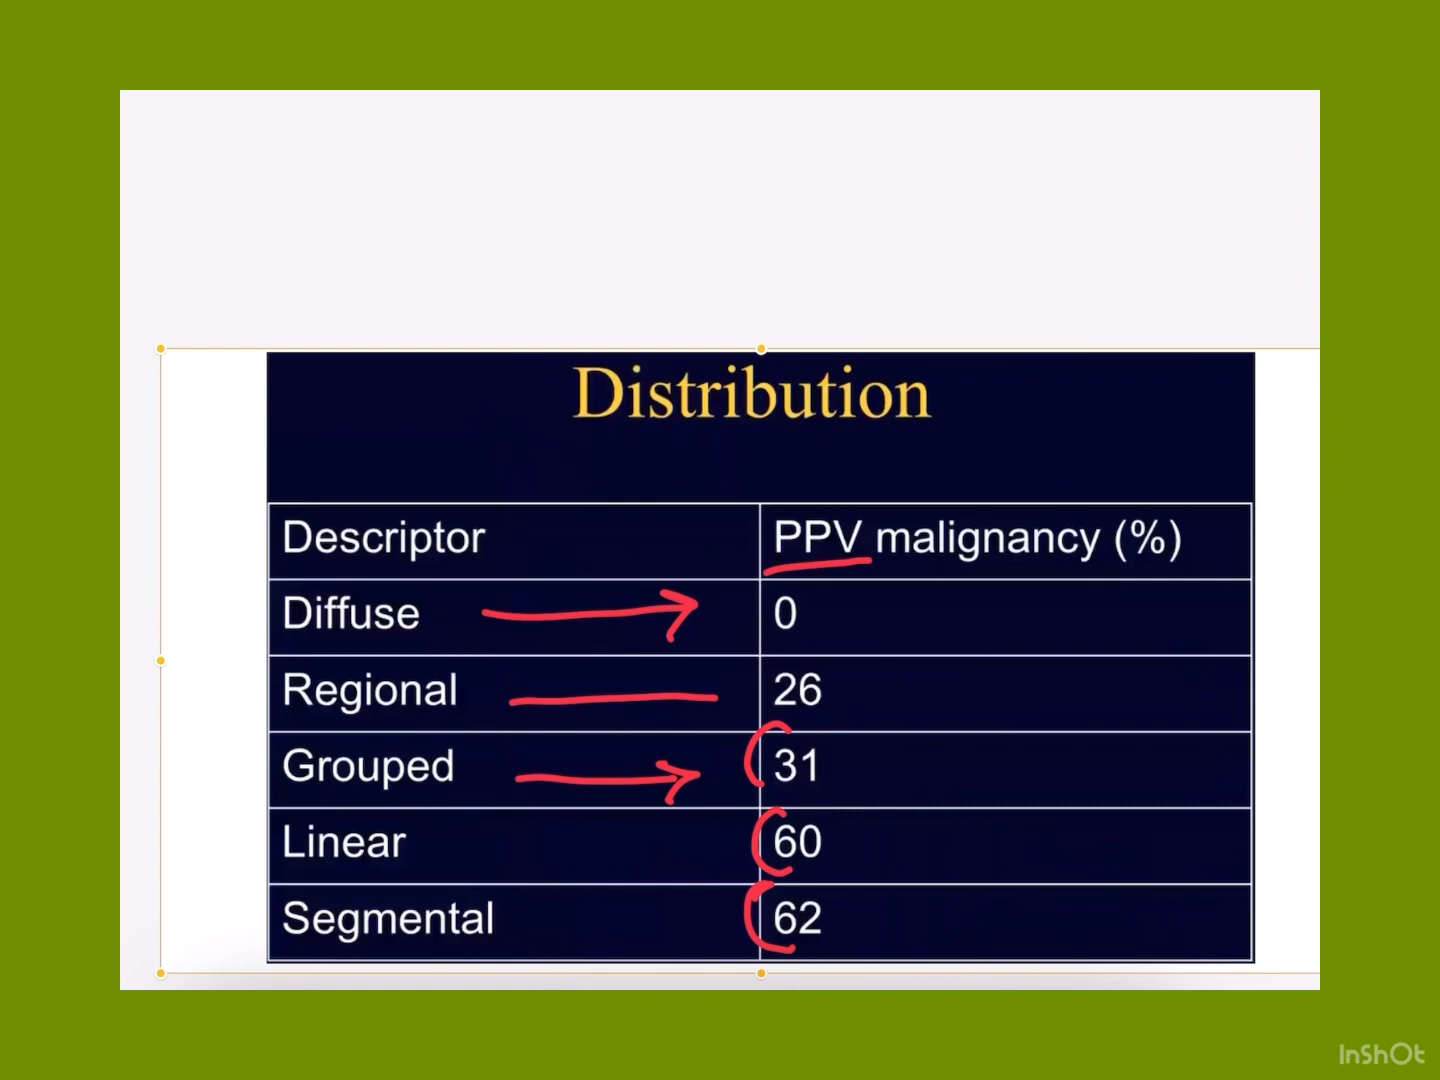 Distribution
Descriptor PPV malignancy (%)
Diffuse 0
Regional 26
Grouped 31
Linear 60
Segmental 62
InShOt